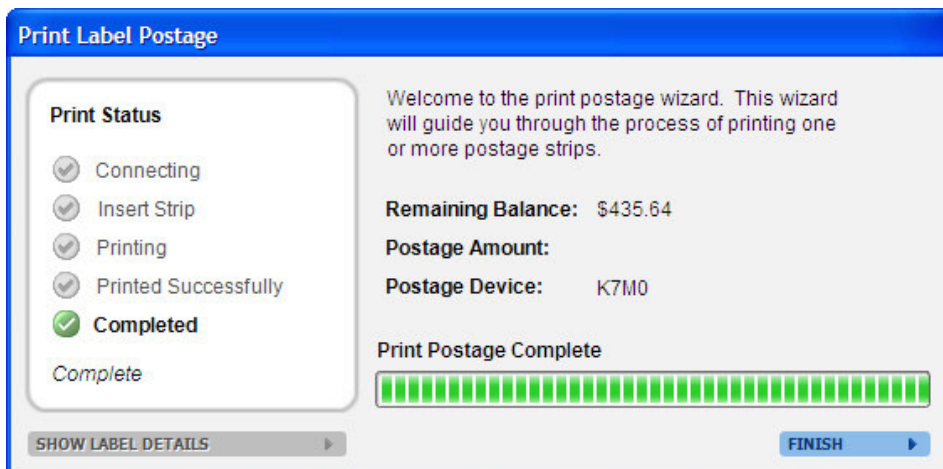 Print Label Postage
Print Status
Connecting
Insert Strip
Printing
Printed Successfully
Completed
Complete
SHOW LABEL DETAILS
Welcome to the print postage wizard. This wizard
will guide you through the process of printing one
or more postage strips.
Remaining Balance: $435.64
Postage Amount:
Postage Device: K7M0
Print Postage Complete
FINISH